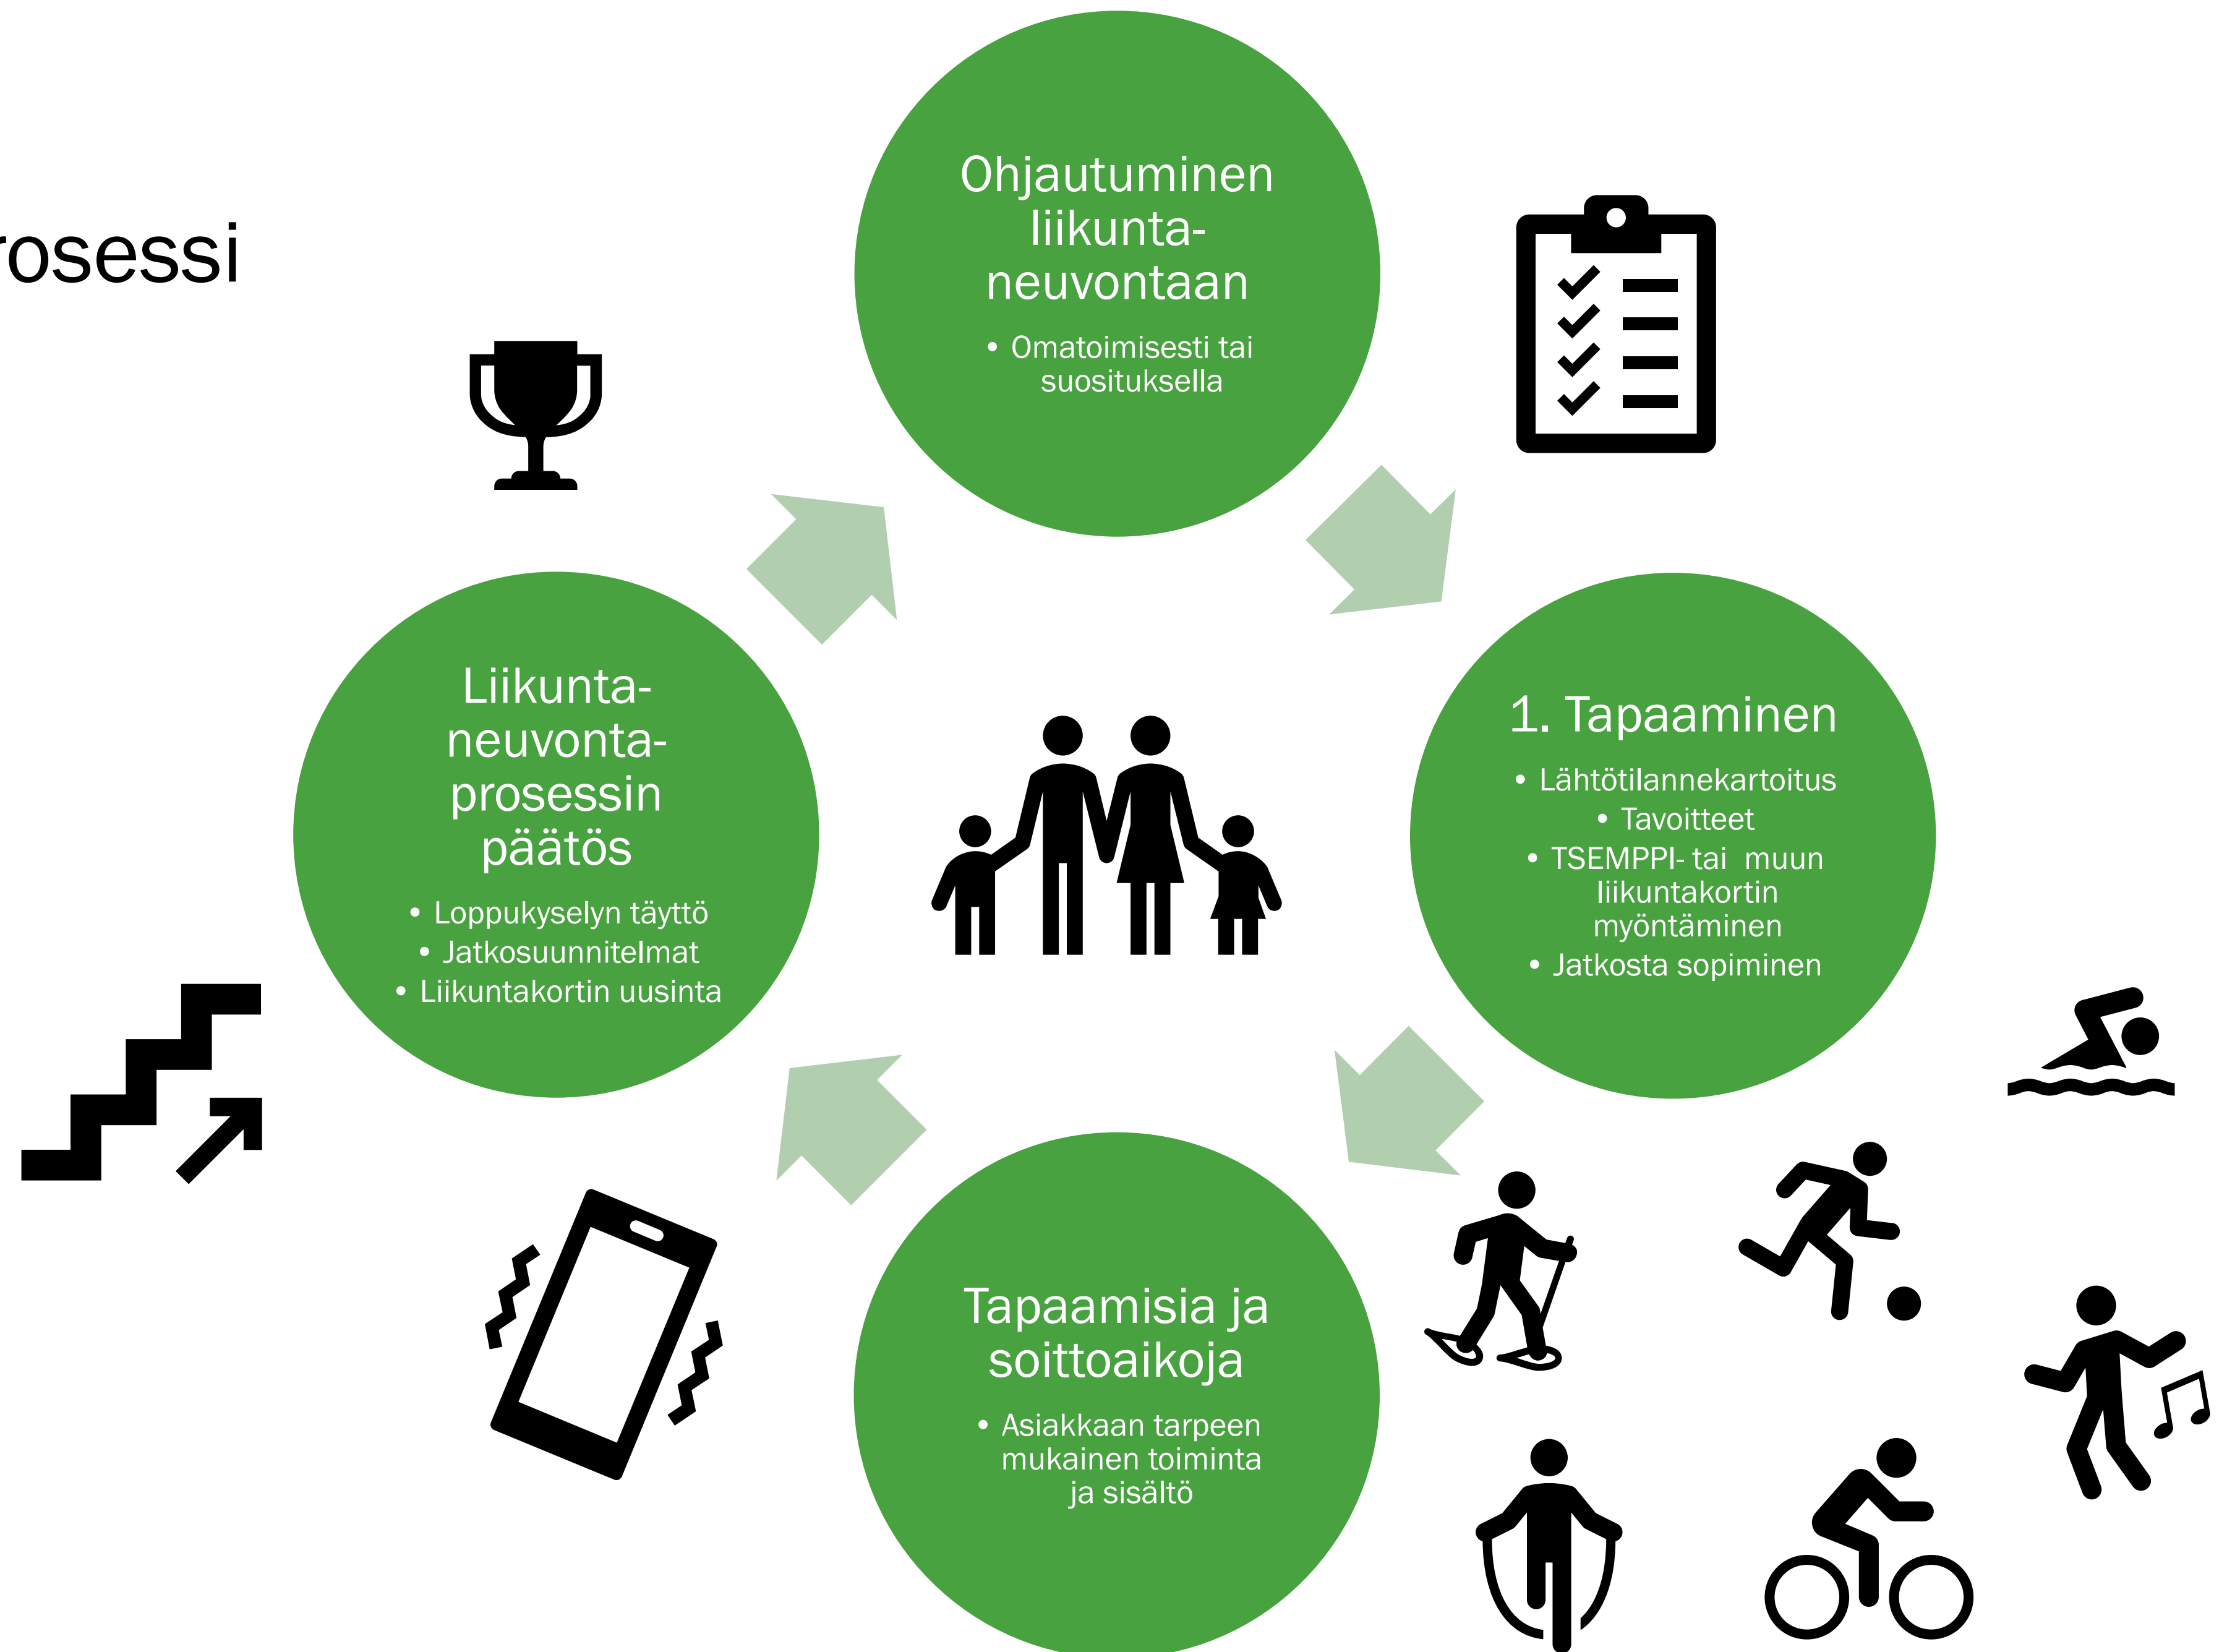 rosessi
Ohjautuminen
liikunta-
neuvontaan
• Omatoimisesti tai
suosituksella
1. Tapaaminen
• Lähtötilannekartoitus
• Tavoitteet
• TSEMPPI- tai  muun
liikuntakortin
myöntäminen
• Jatkosta sopiminen
Tapaamisia ja
soittoaikoja
• Asiakkaan tarpeen
mukainen toiminta
ja sisältö
Liikunta-
neuvonta-
prosessin
päätös
• Loppukyselyn täyttö
• Jatkosuunnitelmat
• Liikuntakortin uusinta